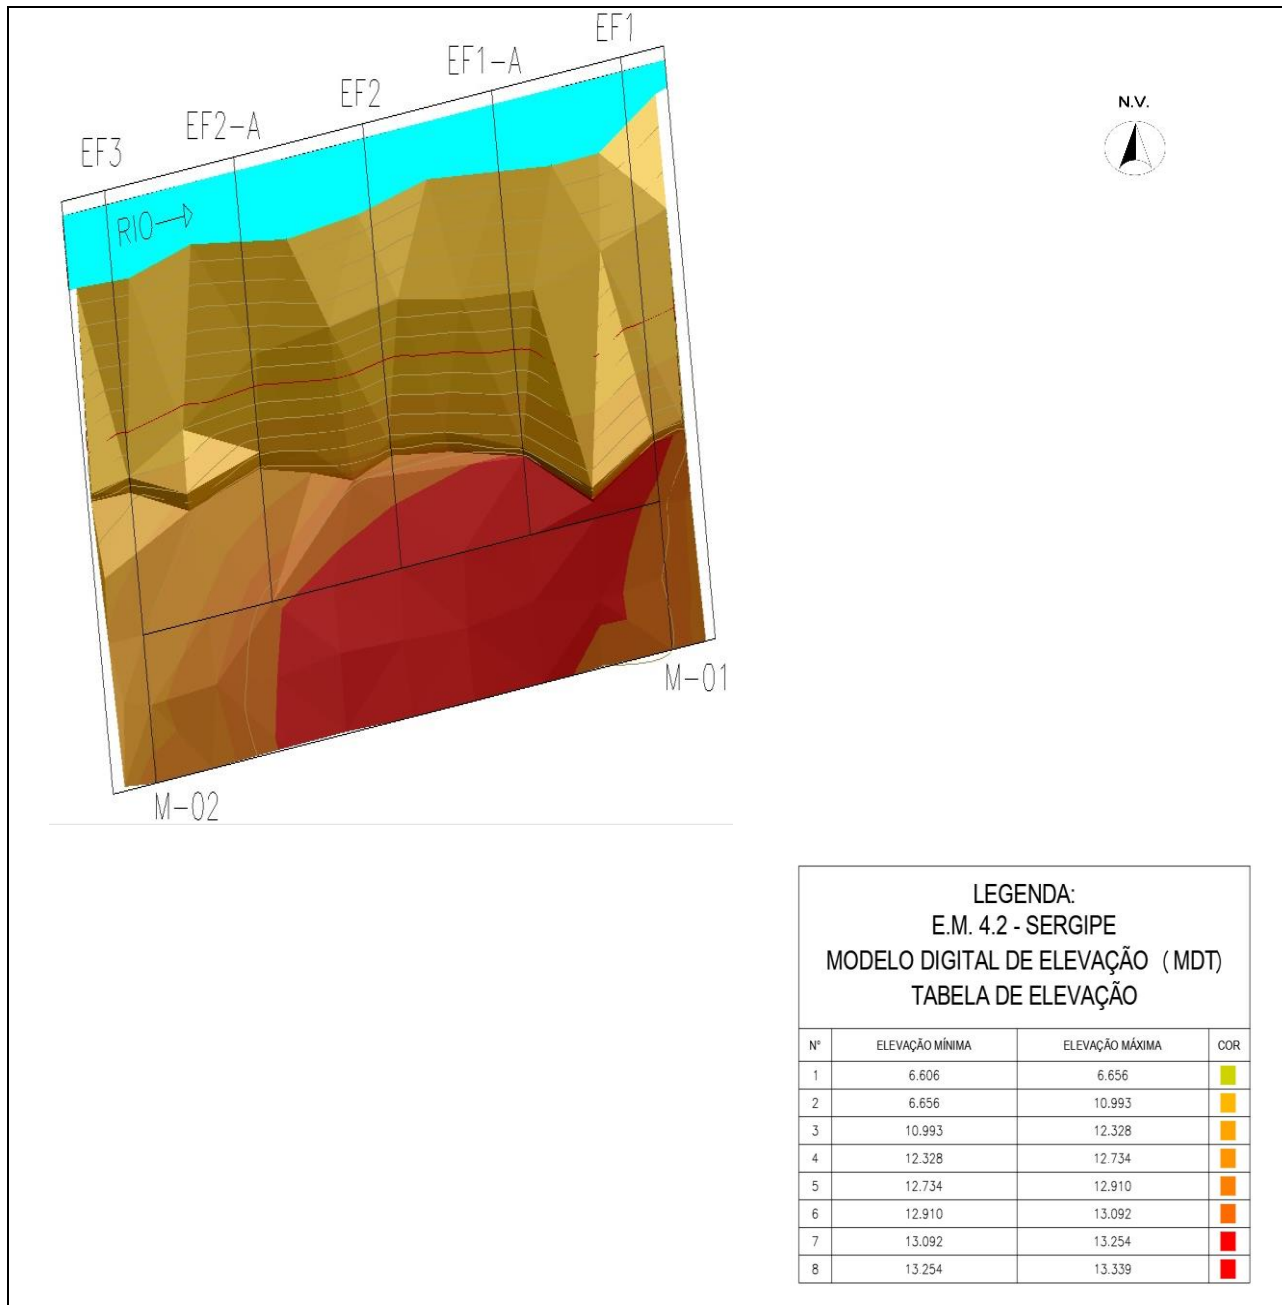 EF1
EF1-A
EF2
EF2-A
EF3
RIO
N.V.
M-01
M-02
LEGENDA:
E.M. 4.2 - SERGIPE
MODELO DIGITAL DE ELEVAÇÃO ( MDT)
TABELA DE ELEVAÇÃO
N° ELEVAÇÃO MÍNIMA ELEVAÇÃO MÁXIMA COR
1 6.606 6.656
2 6.656 10.993
3 10.993 12.328
4 12.328 12.734
5 12.734 12.910
6 12.910 13.092
7 13.092 13.254
8 13.254 13.339